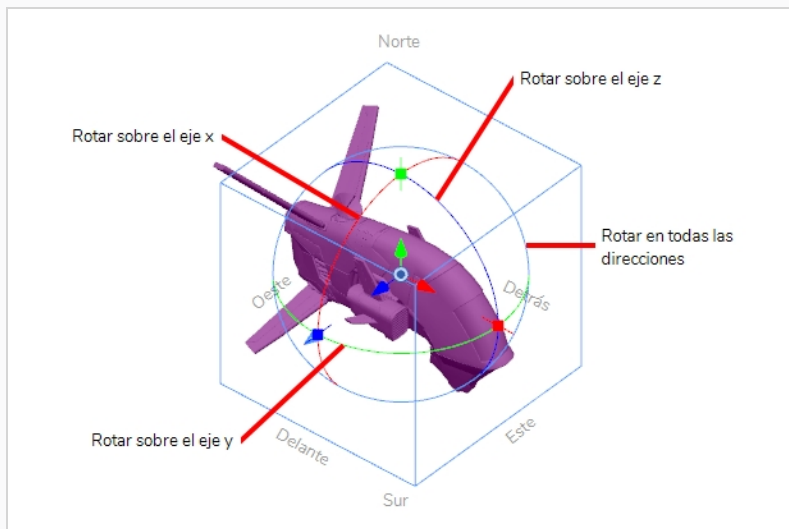 Norte
Rotar sobre el eje z
Rotar sobre el eje x
Rotar en todas las
direcciones
Oeste
Detrás
Rotar sobre el eje y
Delante
Este
Sur